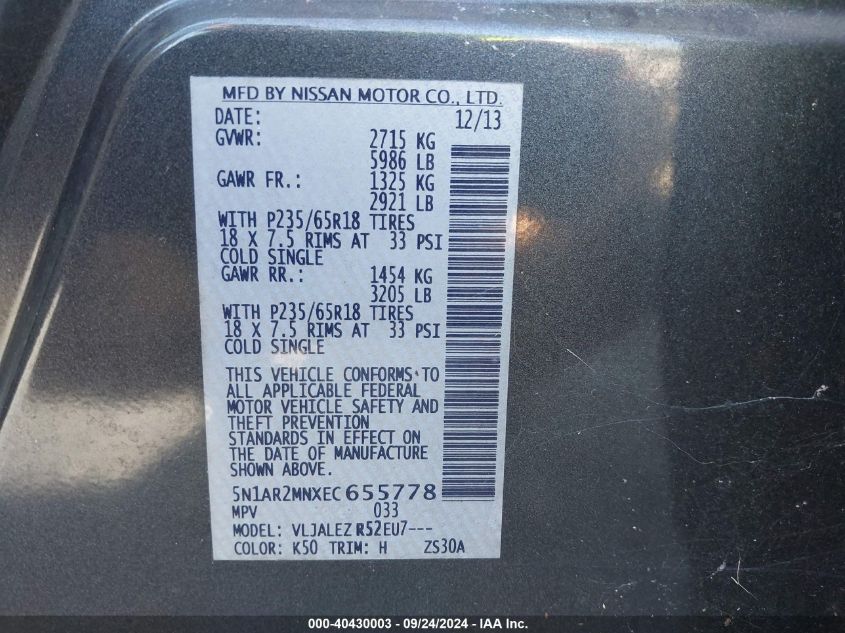 MFD BY NISSAN MOTOR CO., LTD.
DATE: 12/13
GVWR: 2715 KG
5986 LB
GAWR FR.: 1325 KG
2921 LB
WITH P235/65R18 TIRES
18 X 7.5 RIMS AT 33 PSI
COLD SINGLE
GAWR RR.: 1454 KG
3205 LB
WITH P235/65R18 TIRES
18 X 7.5 RIMS AT 33 PSI
COLD SINGLE
THIS VEHICLE CONFORMS TO
ALL APPLICABLE FEDERAL
MOTOR VEHICLE SAFETY AND
THEFT PREVENTION
STANDARDS IN EFFECT ON
THE DATE OF MANUFACTURE
SHOWN ABOVE.
5N1AR2MNXEC655778
MPV 033
MODEL: VLJALEZ R52EU7---
COLOR: K50 TRIM: H ZS30A
000-40430003 - 09/24/2024 - IAA Inc.